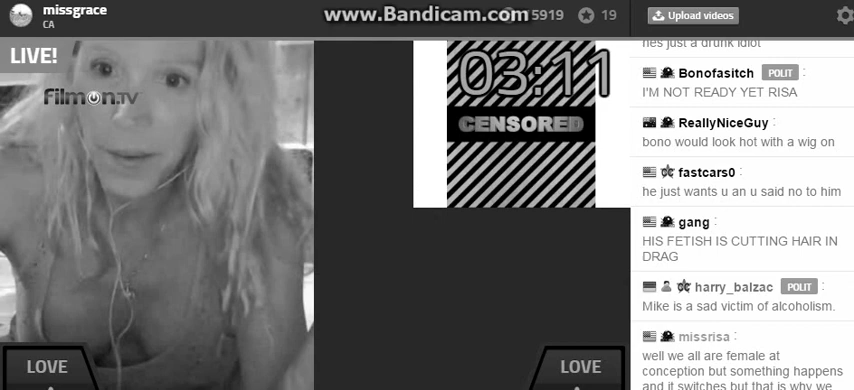 missgrace
CA
www.Bandicam.com
5919
19
Upload videos
LIVE!
filmon.tv
03:11
CENSORED
LOVE
LOVE
he's just a drunk idiot
Bonofasitch POLIT :
I'M NOT READY YET RISA
ReallyNiceGuy :
bono would look hot with a wig on
fastcars0 :
he just wants u an u said no to him
gang :
HIS FETISH IS CUTTING HAIR IN
DRAG
harry_balzac POLIT :
Mike is a sad victim of alcoholism.
missrisa :
well we all are female at
conception but something happens
and it switches but that is why we